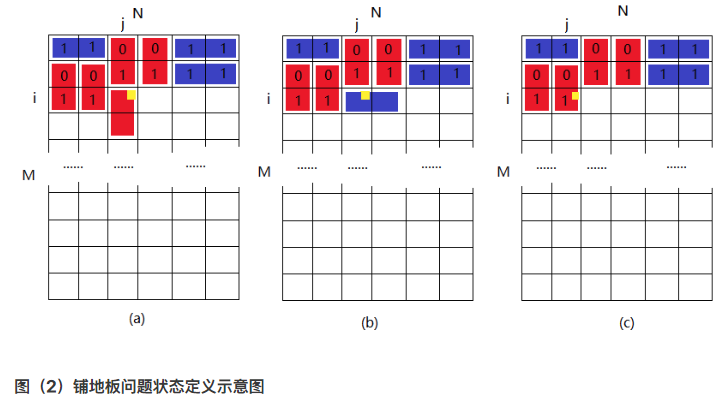 j N
1 1 0 0 1 1
0 0 1 1 1 1
i 1 1
M ...... ...... ......
(a)
j N
1 1 0 0 1 1
0 0 1 1 1 1
i 1 1
M ...... ...... ......
(b)
j N
1 1 0 0 1 1
0 0 1 1 1 1
i 1 1
M ...... ...... ......
(c)
图（2）铺地板问题状态定义示意图